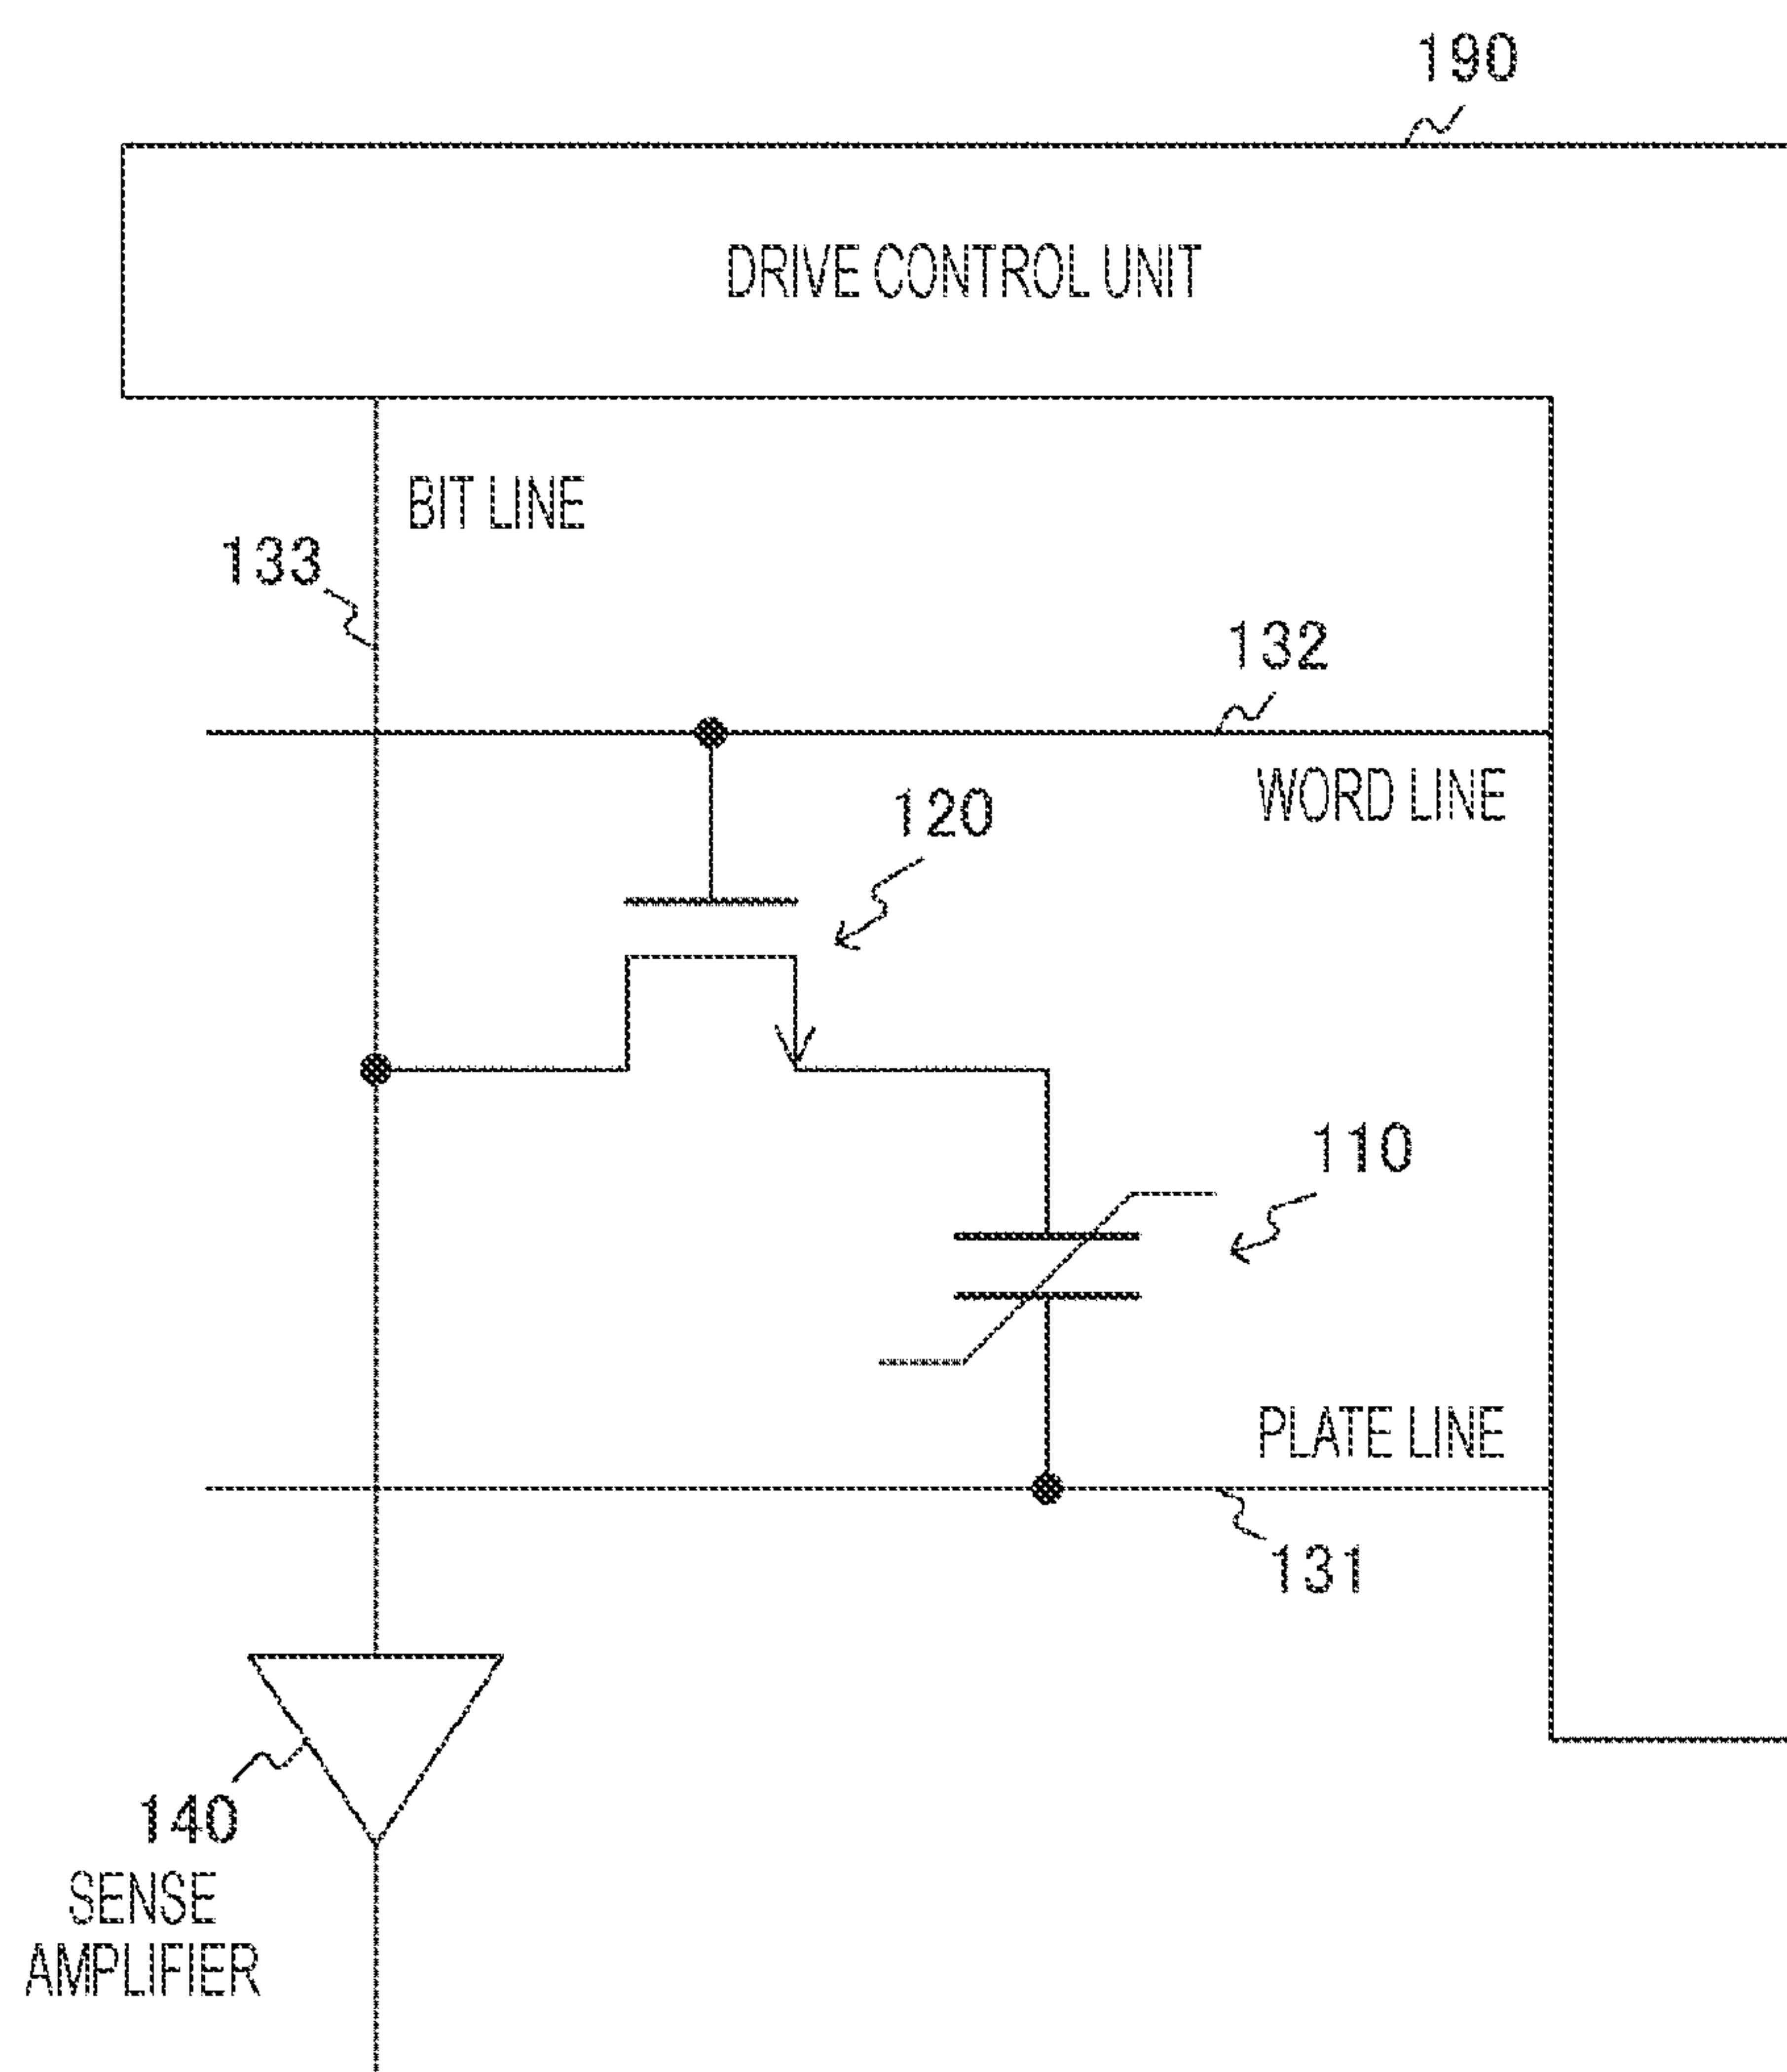 190
DRIVE CONTROL UNIT
BIT LINE
133
132
WORD LINE
120
110
PLATE LINE
131
140
SENSE
AMPLIFIER